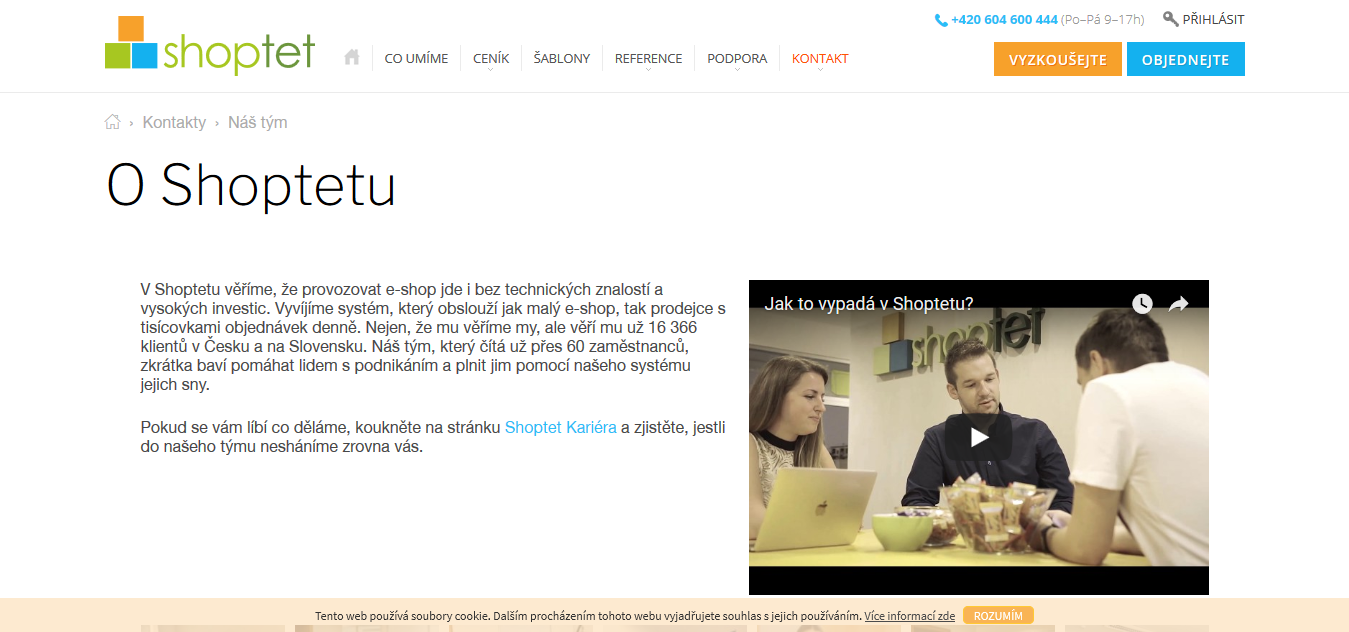 shoptet
+420 604 600 444 (Po–Pá 9–17h) PŘIHLÁSIT
CO UMÍME CENÍK ŠABLONY REFERENCE PODPORA KONTAKT
VYZKOUŠEJTE OBJEDNEJTE
› Kontakty › Náš tým
O Shoptetu
V Shoptetu věříme, že provozovat e-shop jde i bez technických znalostí a
vysokých investic. Vyvíjíme systém, který obslouží jak malý e-shop, tak prodejce s
tisícovkami objednávek denně. Nejen, že mu věříme my, ale věří mu už 16 366
klientů v Česku a na Slovensku. Náš tým, který čítá už přes 60 zaměstnanců,
zkrátka baví pomáhat lidem s podnikáním a plnit jim pomocí našeho systému
jejich sny.
Pokud se vám líbí co děláme, koukněte na stránku Shoptet Kariéra a zjistěte, jestli
do našeho týmu nesháníme zrovna vás.
Jak to vypadá v Shoptetu?
shoptet
Tento web používá soubory cookie. Dalším procházením tohoto webu vyjadřujete souhlas s jejich používáním. Více informací zde ROZUMÍM